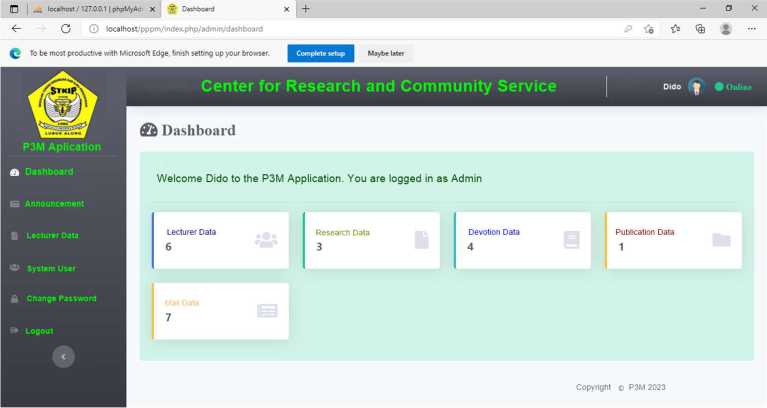 localhost / 127.0.0.1 | phpMyAd
Dashboard
localhost/pppm/index.php/admin/dashboard
To be most productive with Microsoft Edge, finish setting up your browser.
Complete setup
Maybe later
STKIP
LUBUK ALUNG
P3M Aplication
Center for Research and Community Service
Dido
Online
Dashboard
Announcement
Lecturer Data
System User
Change Password
Logout
Dashboard
Welcome Dido to the P3M Application. You are logged in as Admin
Lecturer Data
6
Research Data
3
Devotion Data
4
Publication Data
1
Mail Data
7
Copyright © P3M 2023